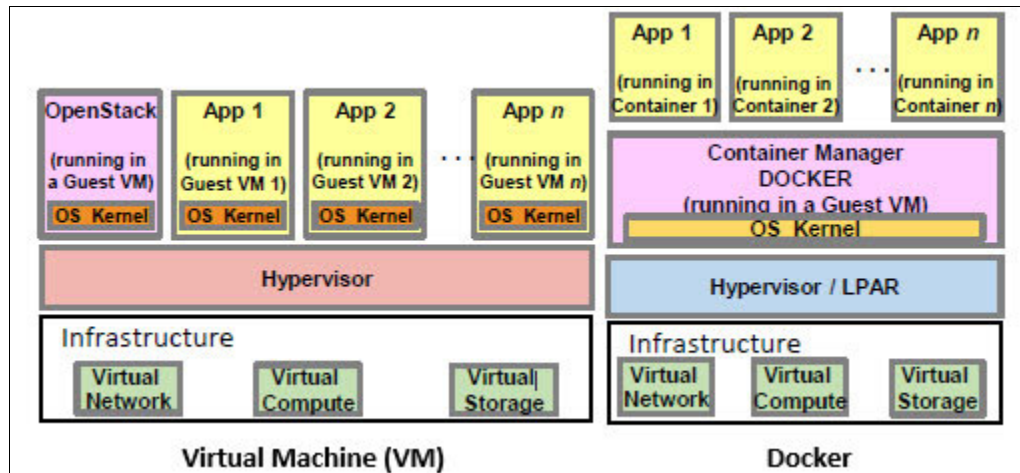 OpenStack
(running in
a Guest VM)
OS Kernel
App 1
(running in
Guest VM 1)
OS Kernel
App 2
(running in
Guest VM 2)
OS Kernel
. . .
App n
(running in
Guest VM n)
OS Kernel
Hypervisor
Infrastructure
Virtual
Network
Virtual
Compute
Virtual
Storage
Virtual Machine (VM)
App 1
(running in
Container 1)
App 2
(running in
Container 2)
. . .
App n
(running in
Container n)
Container Manager
DOCKER
(running in a Guest VM)
OS Kernel
Hypervisor / LPAR
Infrastructure
Virtual
Network
Virtual
Compute
Virtual
Storage
Docker